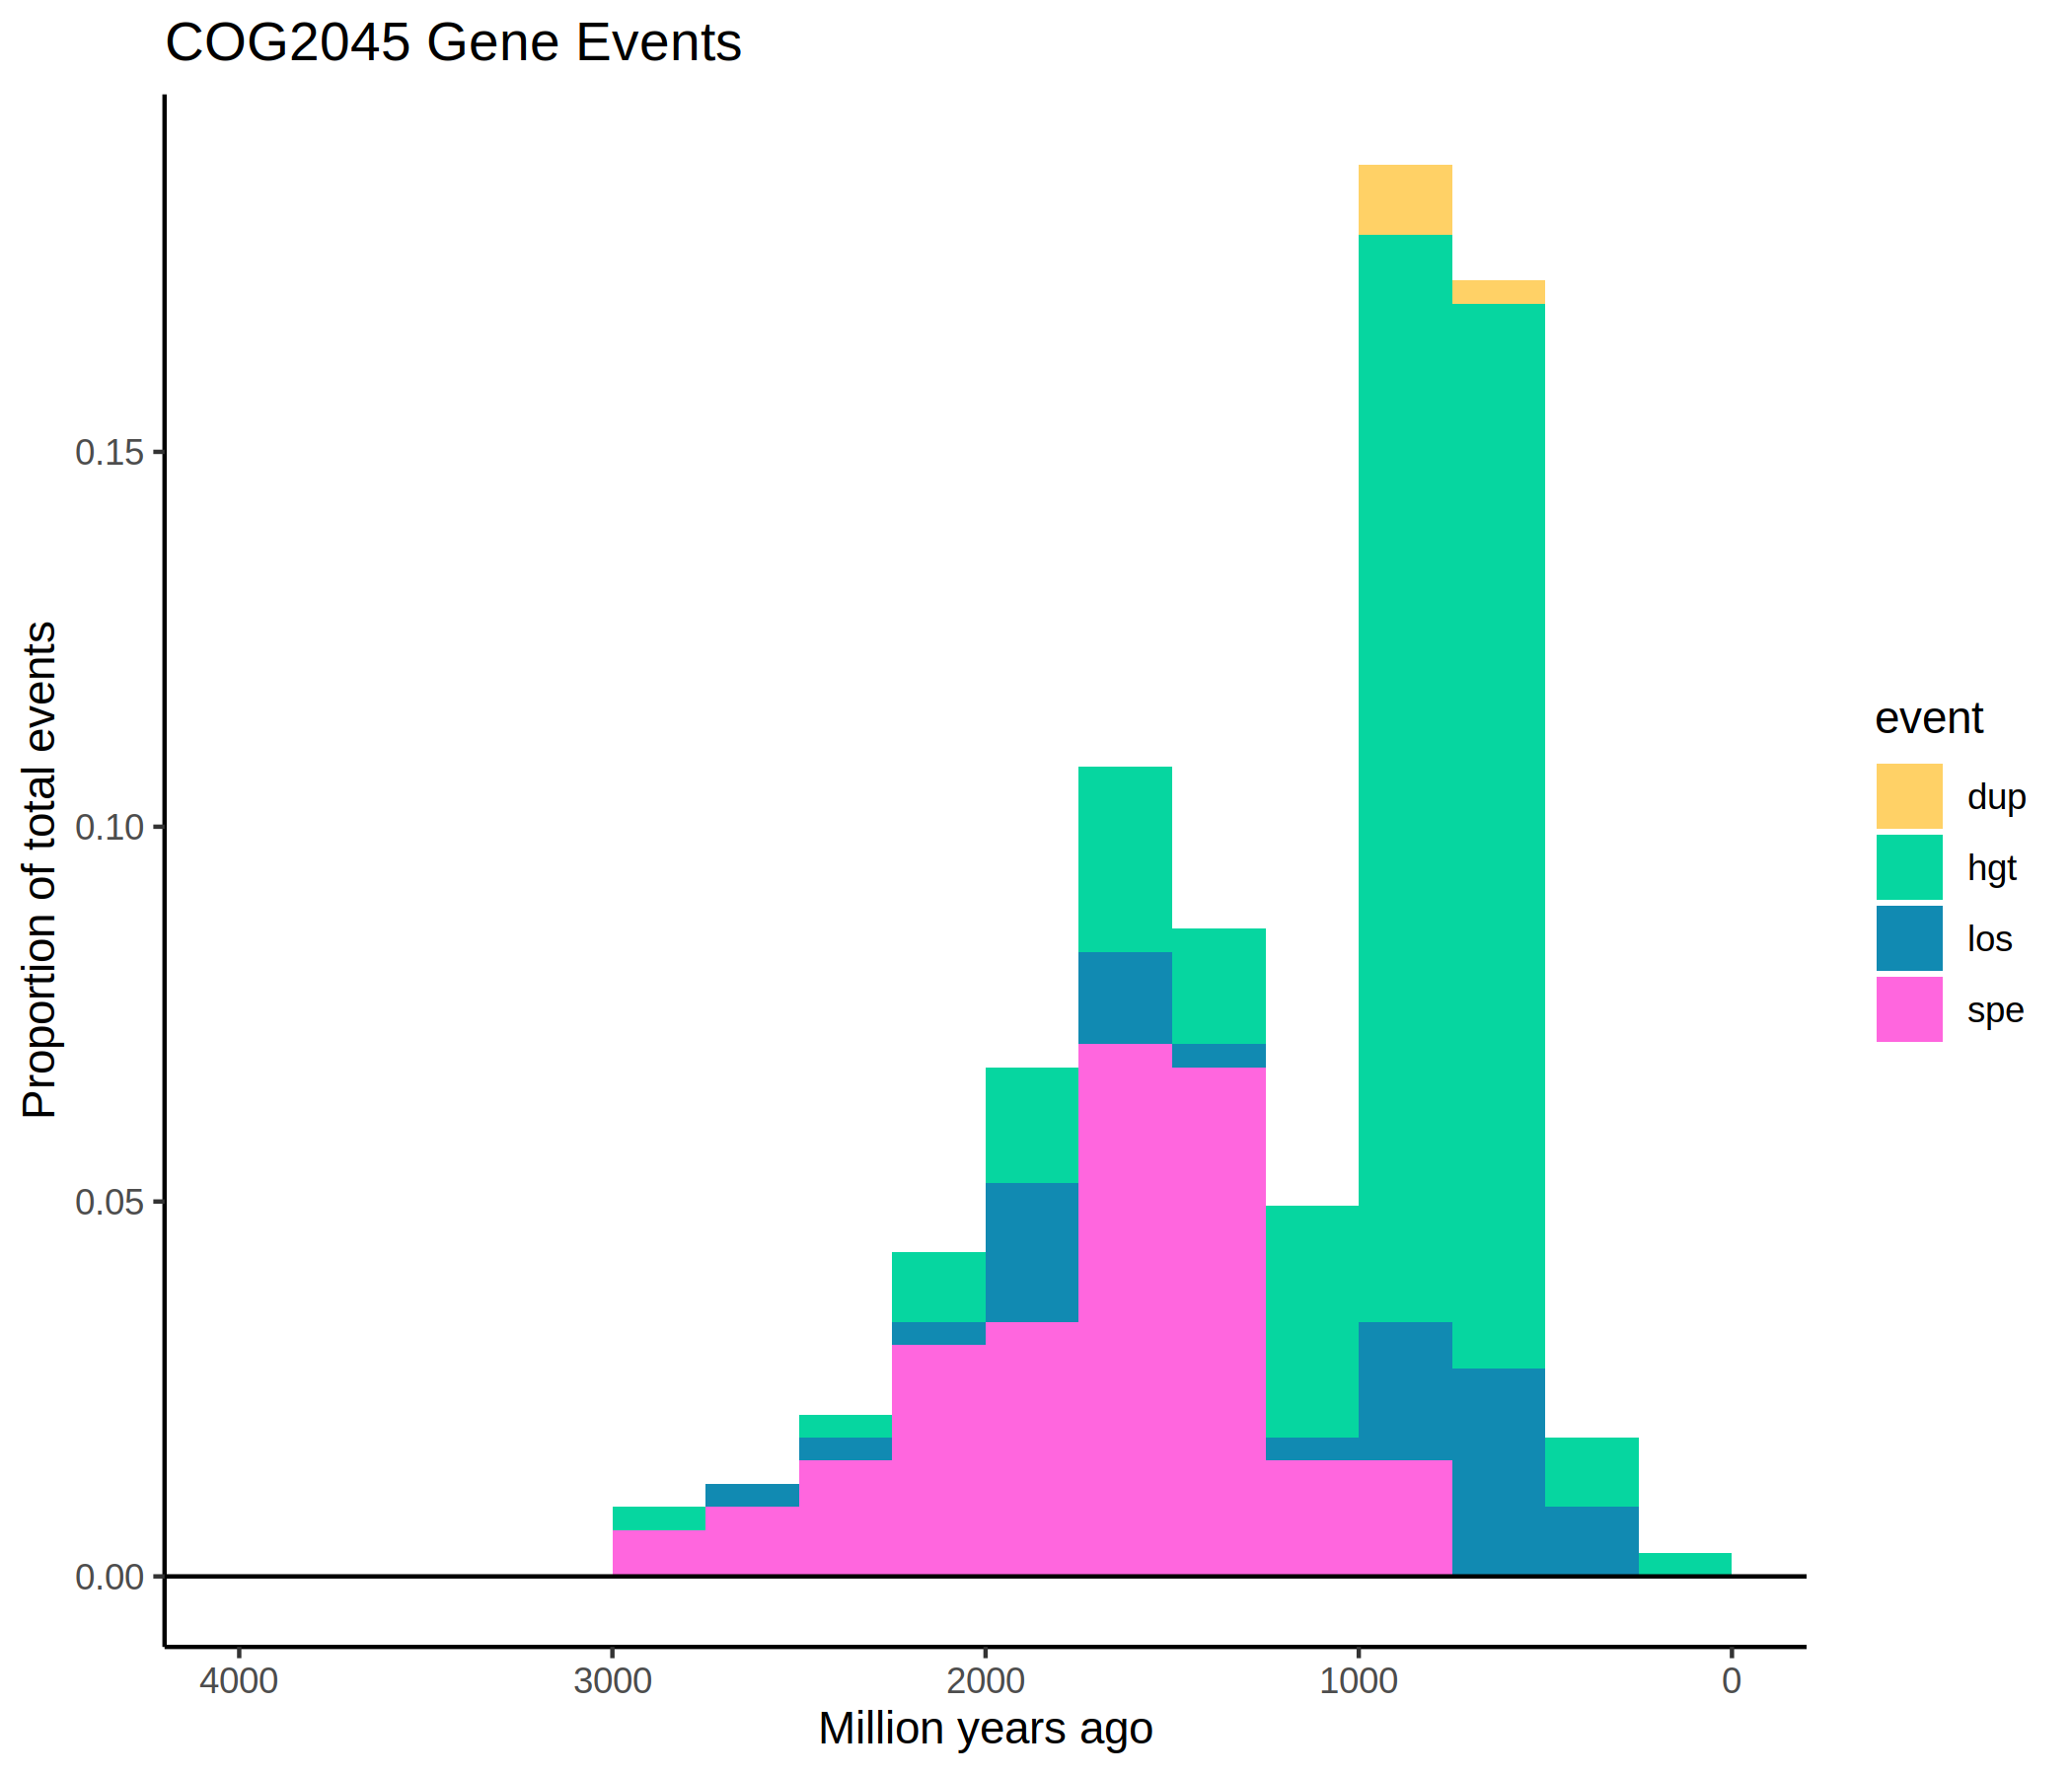 COG2045 Gene Events
Proportion of total events
0.15
0.10
0.05
0.00
4000 3000 2000 1000 0
Million years ago
event
dup
hgt
los
spe